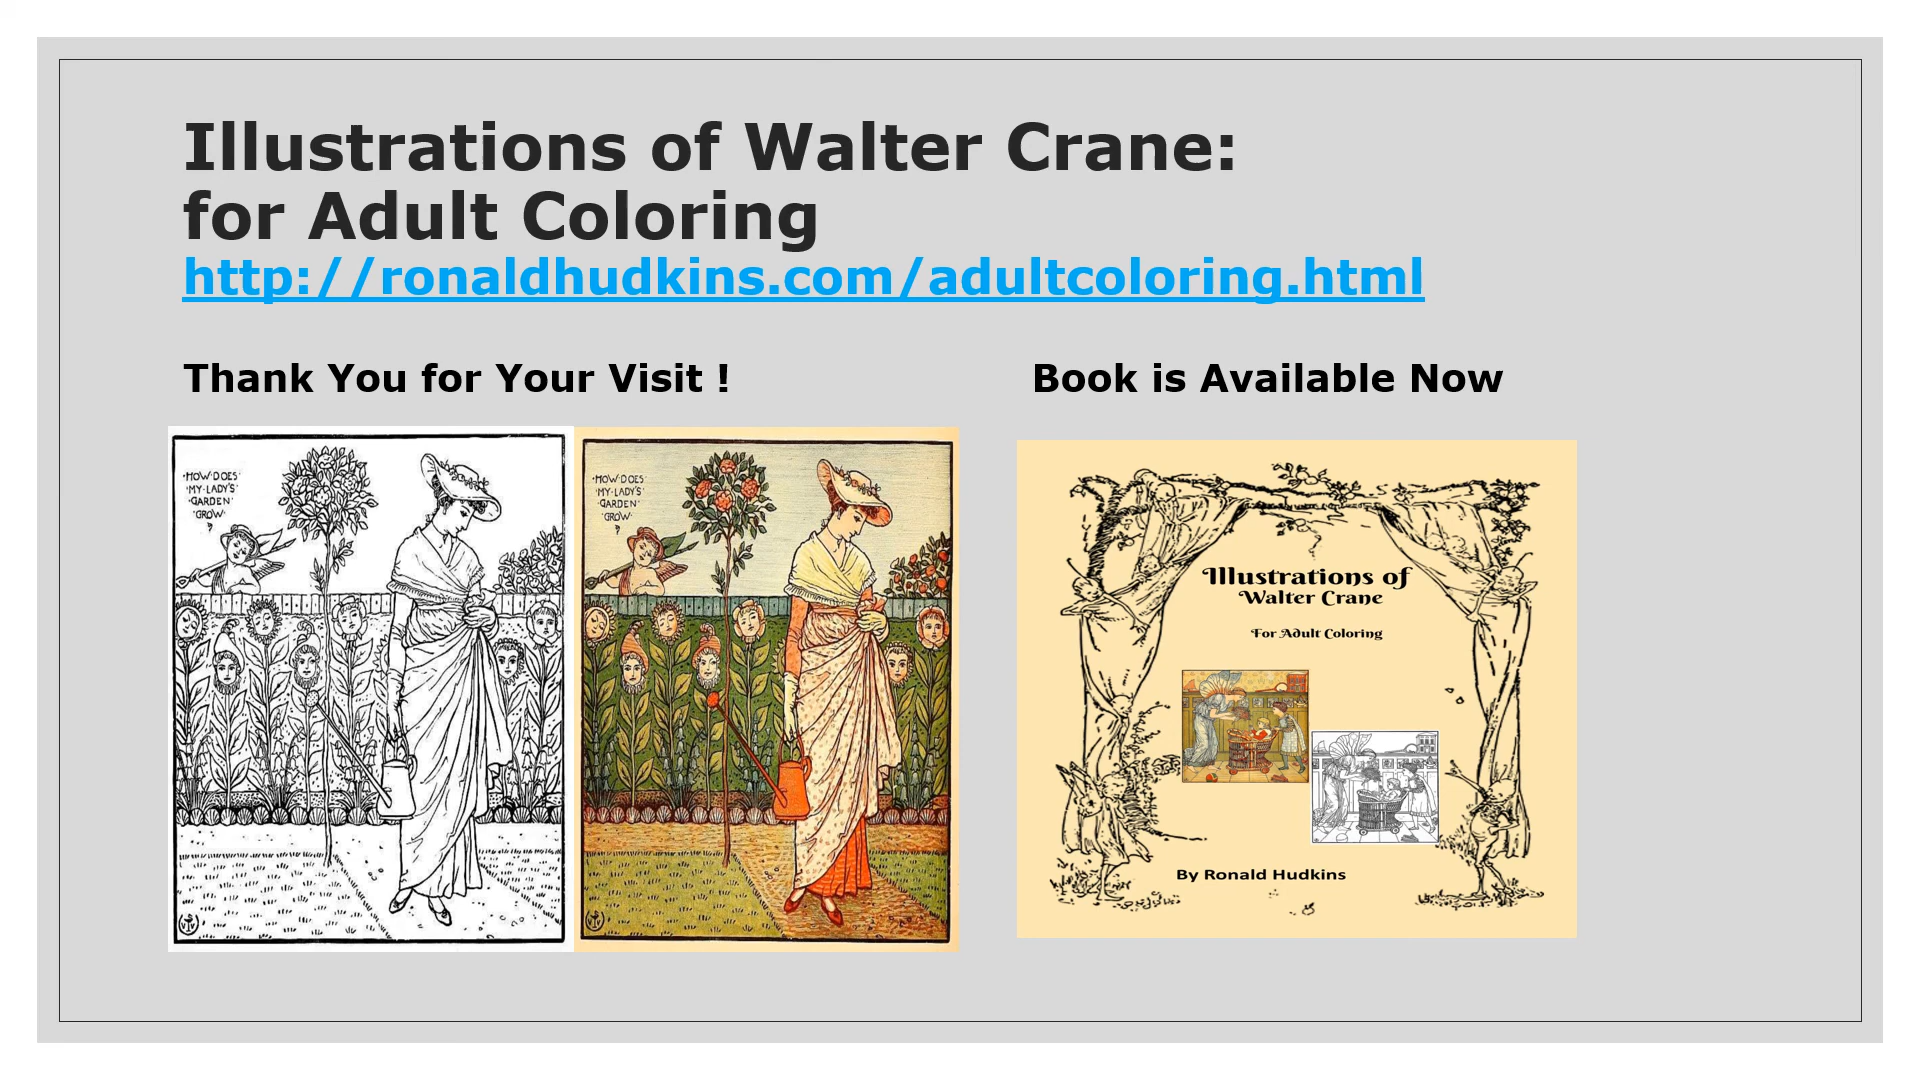 Illustrations of Walter Crane:
for Adult Coloring
http://ronaldhudkins.com/adultcoloring.html
Thank You for Your Visit !
Book is Available Now
·HOW·DOES·
·MY·LADY'S·
·GARDEN·
·GROW·
?
·HOW·DOES·
·MY·LADY'S·
·GARDEN·
·GROW·
?
Illustrations of
Walter Crane
For Adult Coloring
By Ronald Hudkins